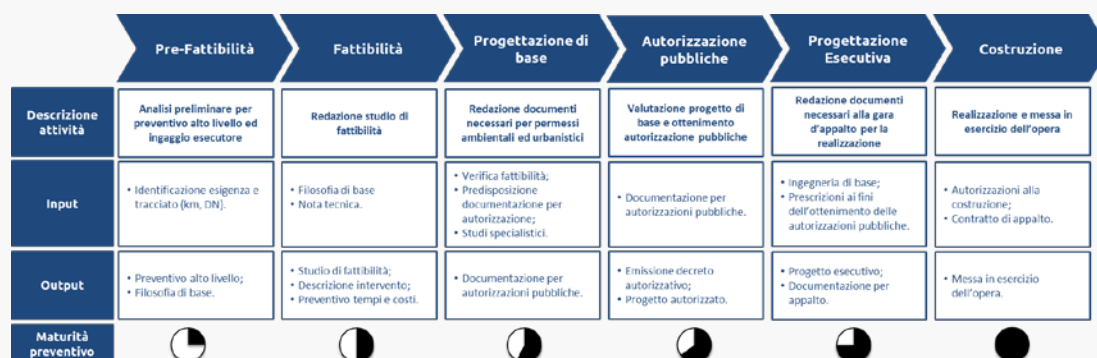 Pre-Fattibilità
Fattibilità
Progettazione di
base
Autorizzazione
pubbliche
Progettazione
Esecutiva
Costruzione
Descrizione
attività
Analisi preliminare per
preventivo alto livello ed
ingaggio esecutore
Redazione studio di
fattibilità
Redazione documenti
necessari per permessi
ambientali ed urbanistici
Valutazione progetto di
base e ottenimento
autorizzazione pubbliche
Redazione documenti
necessari alla gara
d'appalto per la
realizzazione
Realizzazione e messa in
esercizio dell'opera
Input
• Identificazione esigenza e
tracciato (km, DN).
• Filosofia di base
• Nota tecnica.
• Verifica fattibilità;
• Predisposizione
documentazione per
autorizzazione;
• Studi specialistici.
• Documentazione per
autorizzazioni pubbliche.
• Ingegneria di base;
• Prescrizioni ai fini
dell'ottenimento delle
autorizzazioni pubbliche.
• Autorizzazioni alla
costruzione;
• Contratto di appalto.
Output
• Preventivo alto livello;
• Filosofia di base.
• Studio di fattibilità;
• Descrizione intervento;
• Preventivo tempi e costi.
• Documentazione per
autorizzazioni pubbliche.
• Emissione decreto
autorizzativo;
• Progetto autorizzato.
• Progetto esecutivo;
• Documentazione per
appalto.
• Messa in esercizio
dell'opera.
Maturità
preventivo